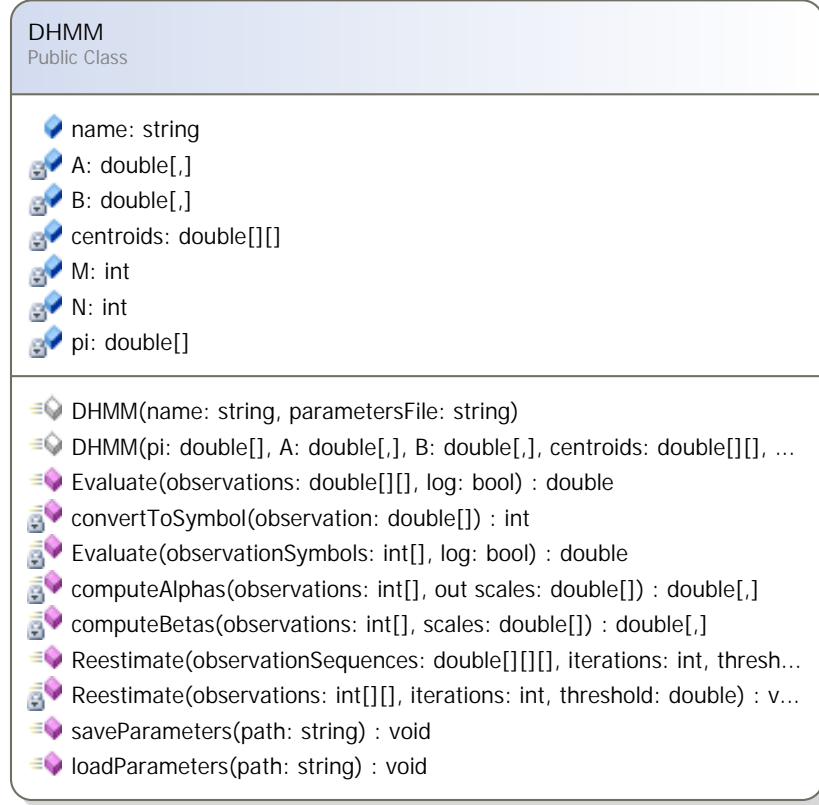 DHMM
Public Class
name: string
A: double[,]
B: double[,]
centroids: double[][]
M: int
N: int
pi: double[]
DHMM(name: string, parametersFile: string)
DHMM(pi: double[], A: double[,], B: double[,], centroids: double[][], ...
Evaluate(observations: double[][], log: bool) : double
convertToSymbol(observation: double[]) : int
Evaluate(observationSymbols: int[], log: bool) : double
computeAlphas(observations: int[], out scales: double[]) : double[,]
computeBetas(observations: int[], scales: double[]) : double[,]
Reestimate(observationSequences: double[][][], iterations: int, thresh...
Reestimate(observations: int[][], iterations: int, threshold: double) : v...
saveParameters(path: string) : void
loadParameters(path: string) : void